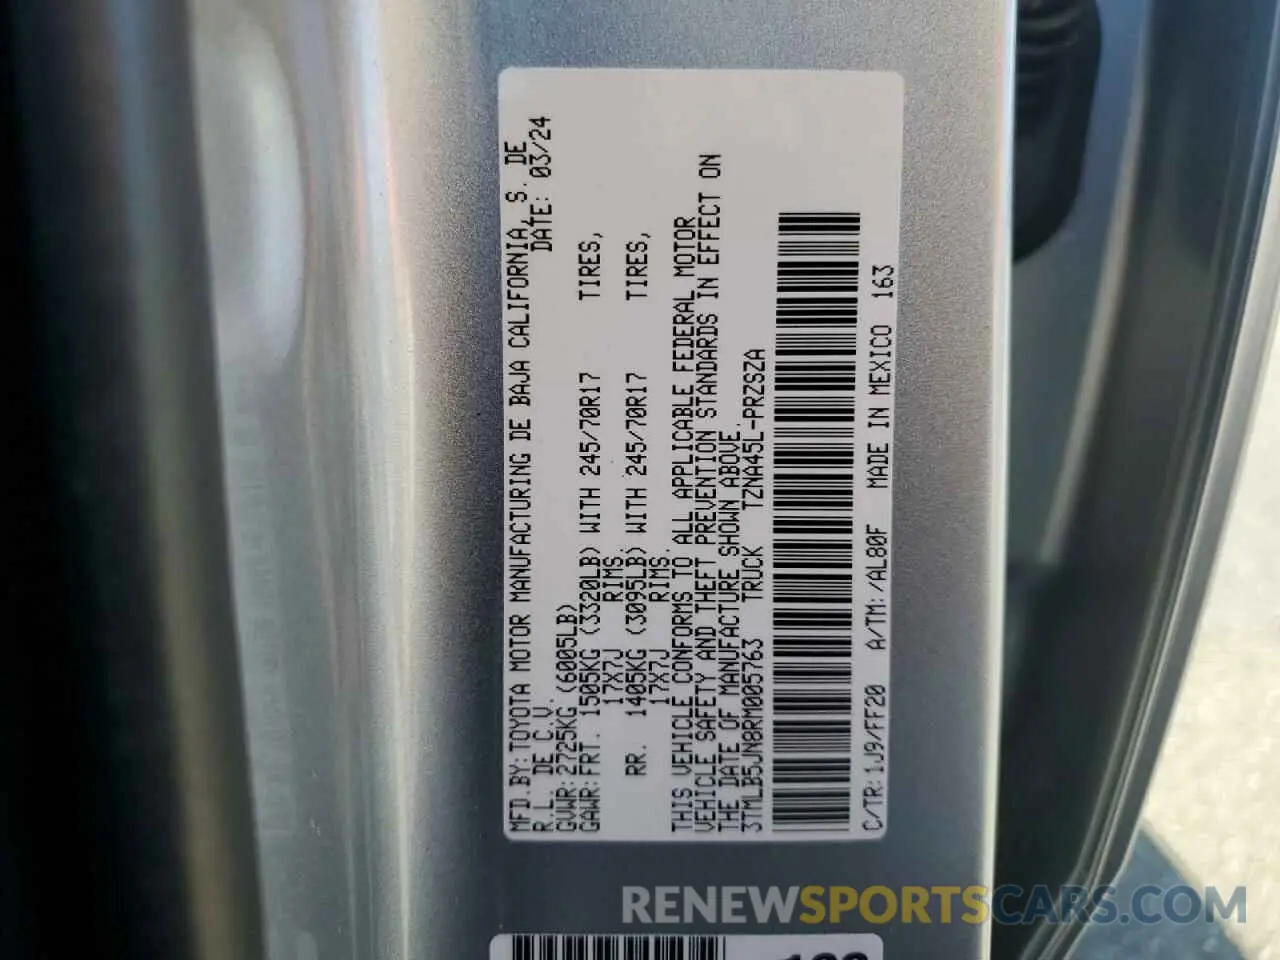 MFD.BY:TOYOTA MOTOR MANUFACTURING DE BAJA CALIFORNIA, S. DE
R.L. DE C.V. DATE: 03/24
GVWR:2725KG (6005LB)
GAWR:FRT. 1505KG (3320LB) WITH 245/70R17 TIRES,
17X7J RIMS.
RR. 1405KG (3095LB) WITH 245/70R17 TIRES,
17X7J RIMS.
THIS VEHICLE CONFORMS TO ALL APPLICABLE FEDERAL MOTOR
VEHICLE SAFETY AND THEFT PREVENTION STANDARDS IN EFFECT ON
THE DATE OF MANUFACTURE SHOWN ABOVE.
3TMLB5JN8RM005763 TRUCK TZNA45L-PRZSZA
C/TR:1J9/FF20 A/TM:/AL80F MADE IN MEXICO 163
RENEWSPORTSCARS.COM